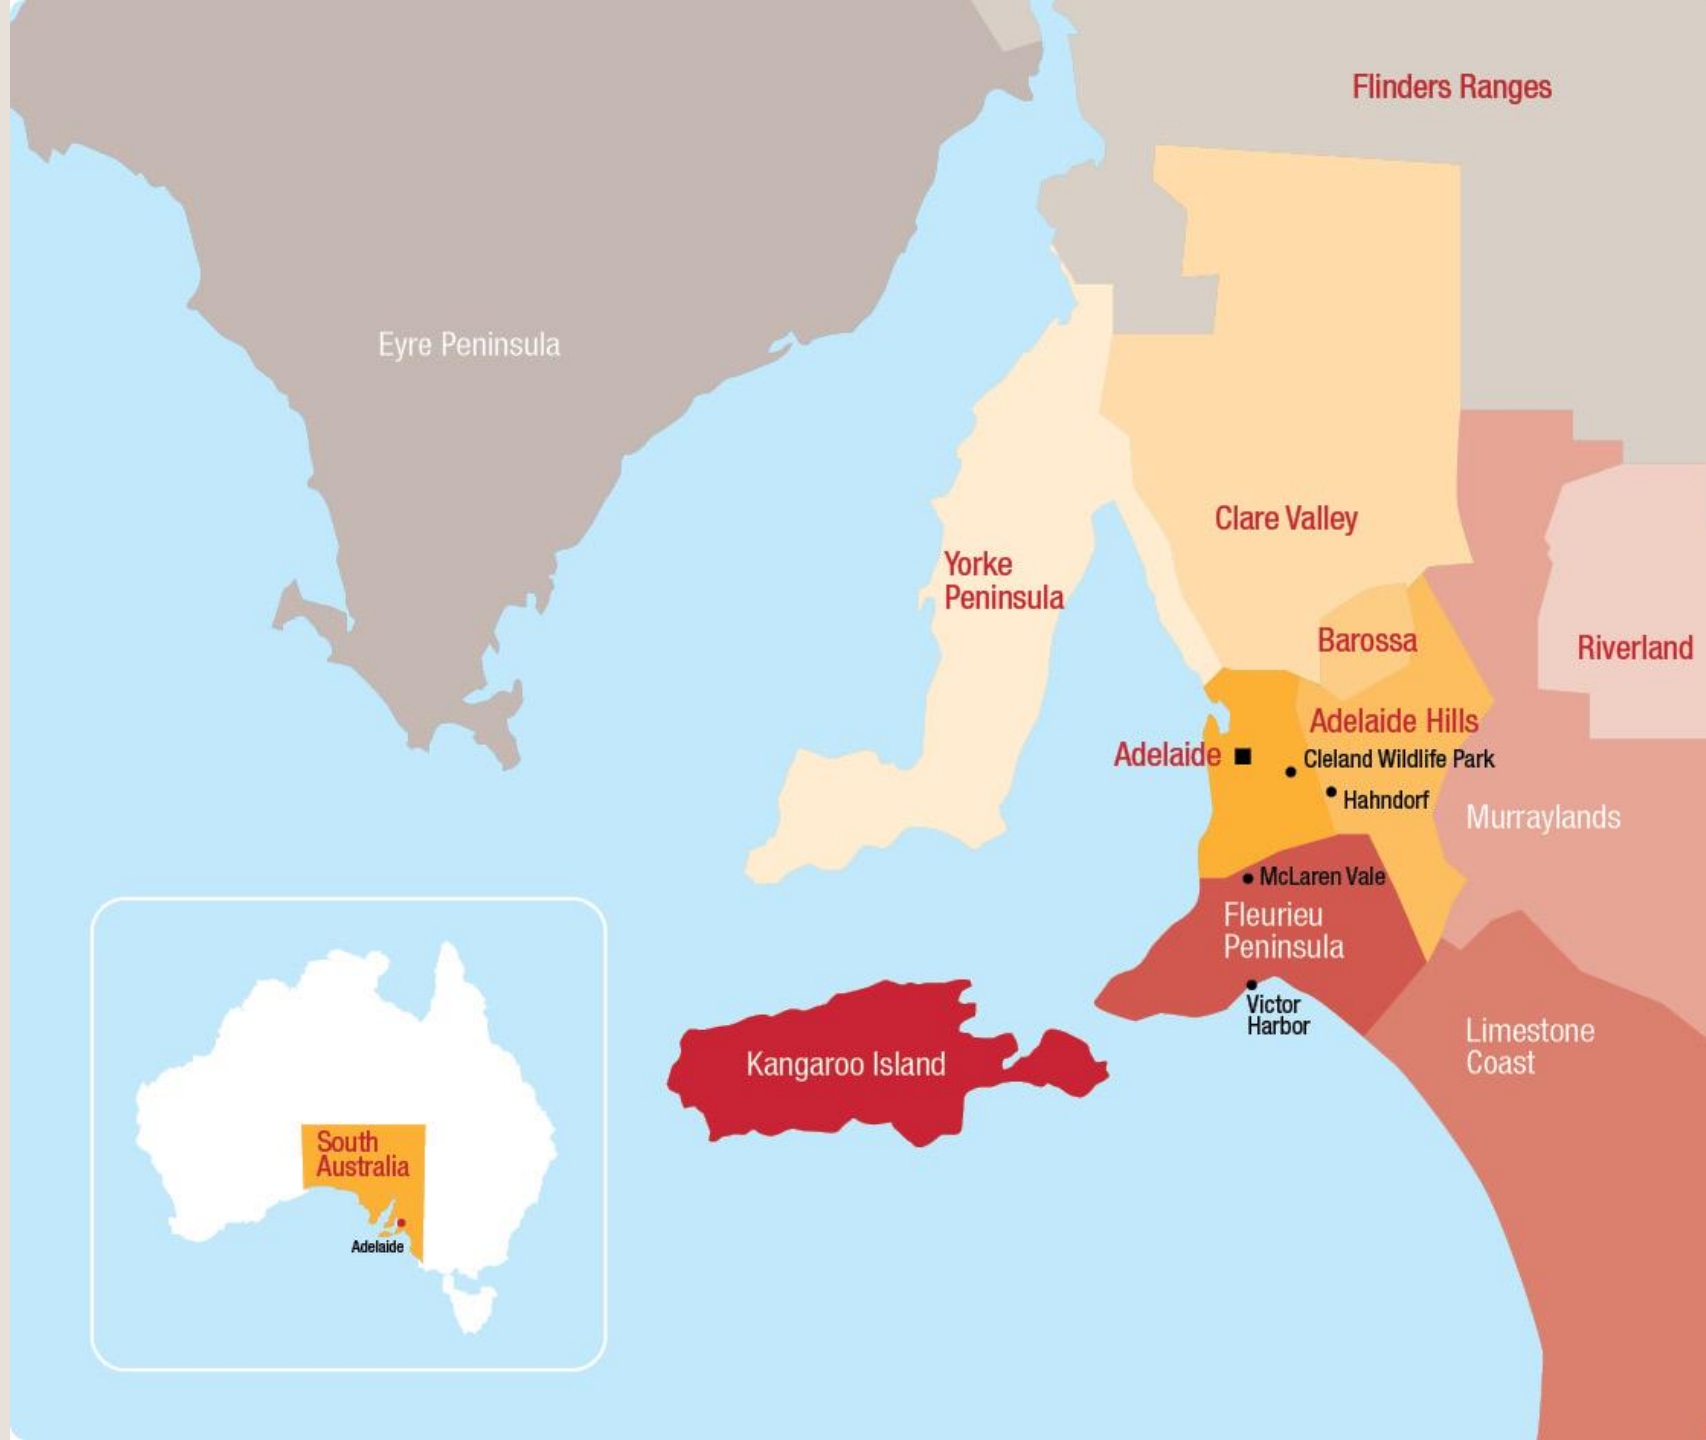 Flinders Ranges
Eyre Peninsula
Clare Valley
Yorke
Peninsula
Barossa
Riverland
Adelaide Hills
Adelaide
Cleland Wildlife Park
Hahndorf
Murraylands
McLaren Vale
Fleurieu
Peninsula
Victor
Harbor
Limestone
Coast
Kangaroo Island
South
Australia
Adelaide